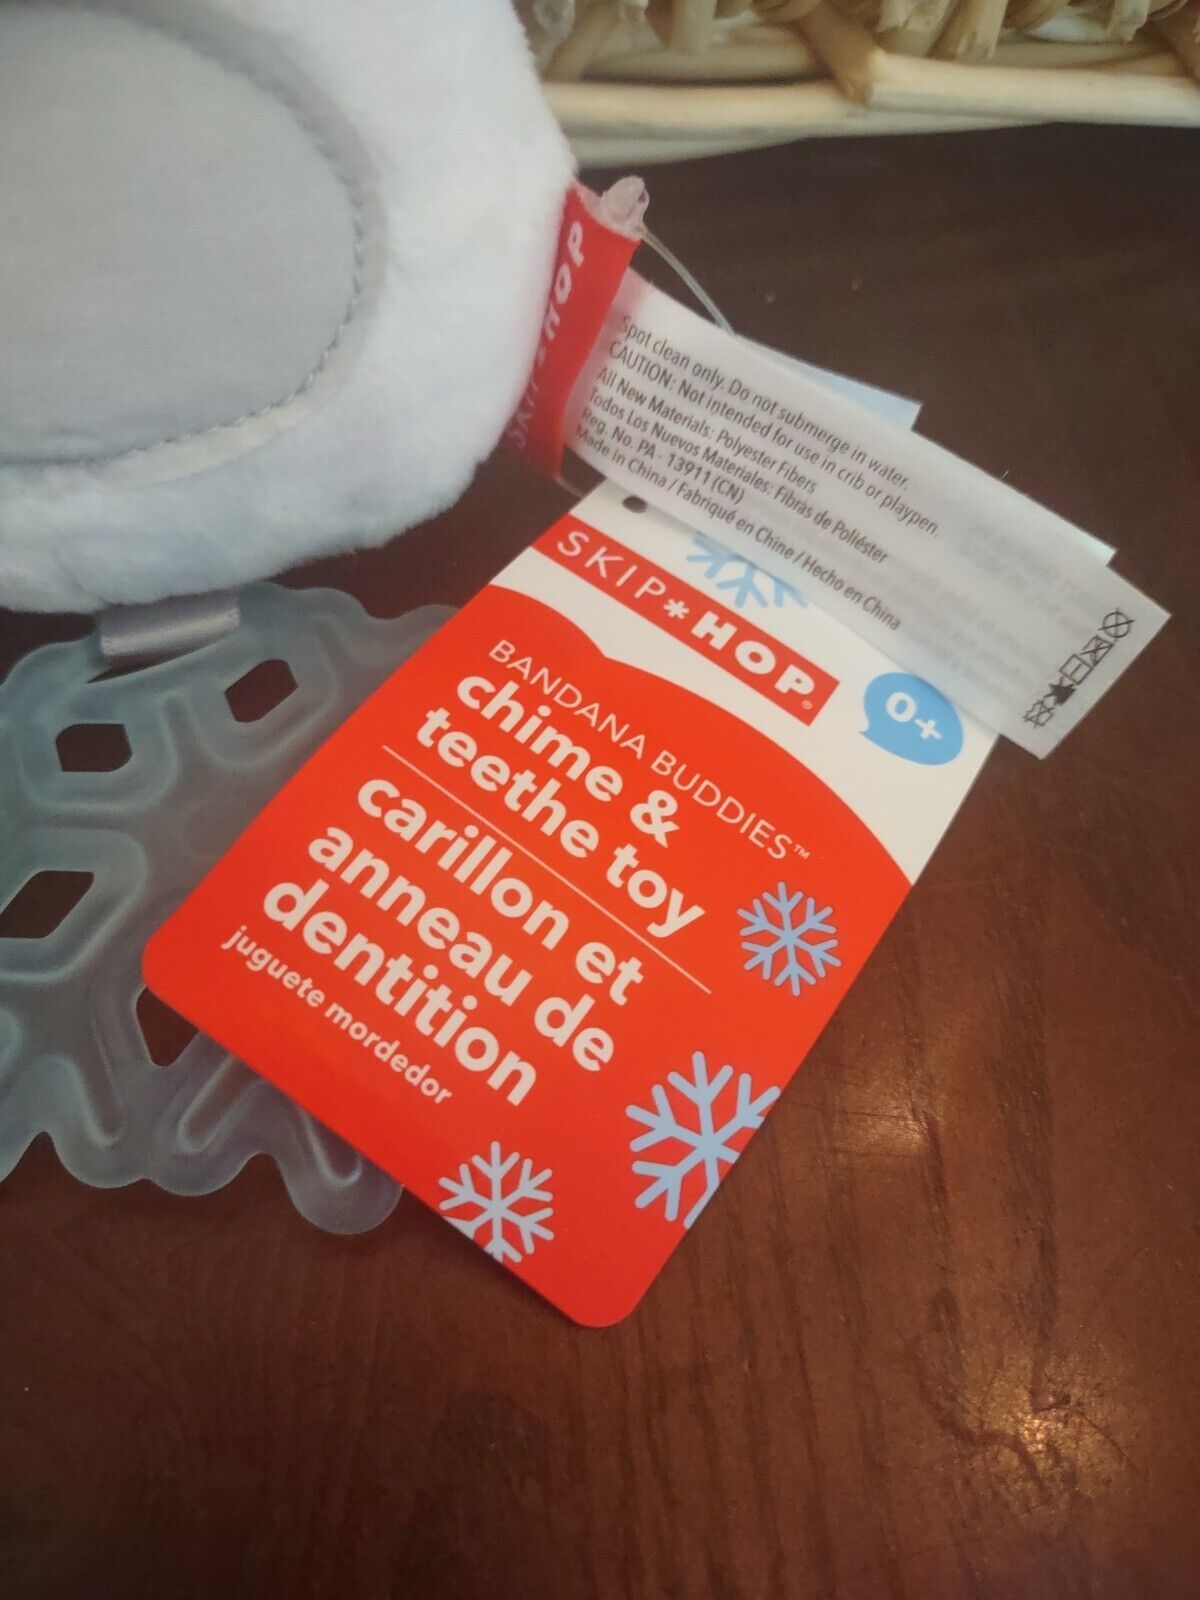 SKIP*HOP
Spot clean only. Do not submerge in water.
CAUTION: Not intended for use in crib or playpen.
All New Materials: Polyester Fibers
Todos Los Nuevos Materiales: Fibras de Poliéster
Reg. No. PA - 13911 (CN)
Made in China / Fabriqué en Chine / Hecho en China
SKIP*HOP®
0+
BANDANA BUDDIES™
chime &
teethe toy
carillon et
anneau de
dentition
juguete mordedor